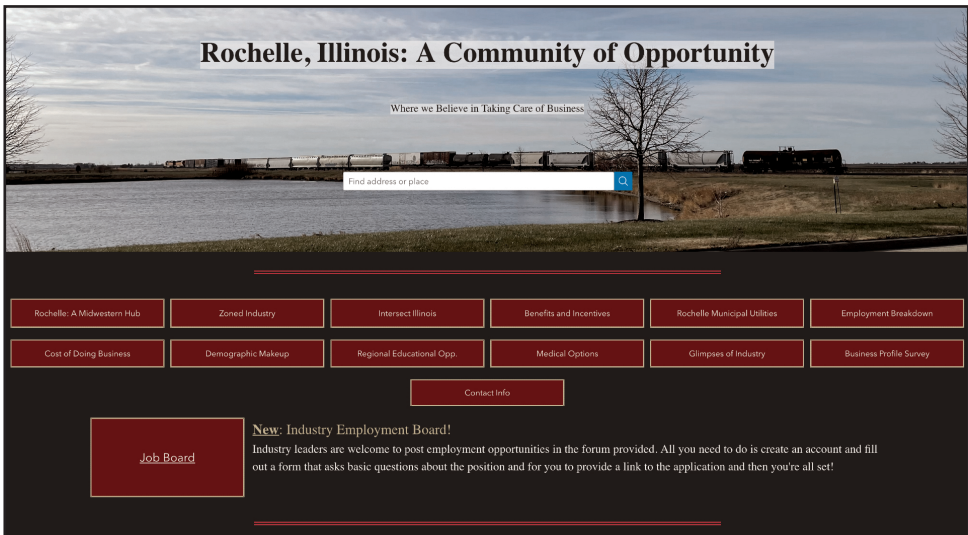 Rochelle, Illinois: A Community of Opportunity
Where we Believe in Taking Care of Business
Find address or place
Rochelle: A Midwestern Hub
Zoned Industry
Intersect Illinois
Benefits and Incentives
Rochelle Municipal Utilities
Employment Breakdown
Cost of Doing Business
Demographic Makeup
Regional Educational Opp.
Medical Options
Glimpses of Industry
Business Profile Survey
Contact Info
Job Board
New: Industry Employment Board!
Industry leaders are welcome to post employment opportunities in the forum provided. All you need to do is create an account and fill
out a form that asks basic questions about the position and for you to provide a link to the application and then you're all set!